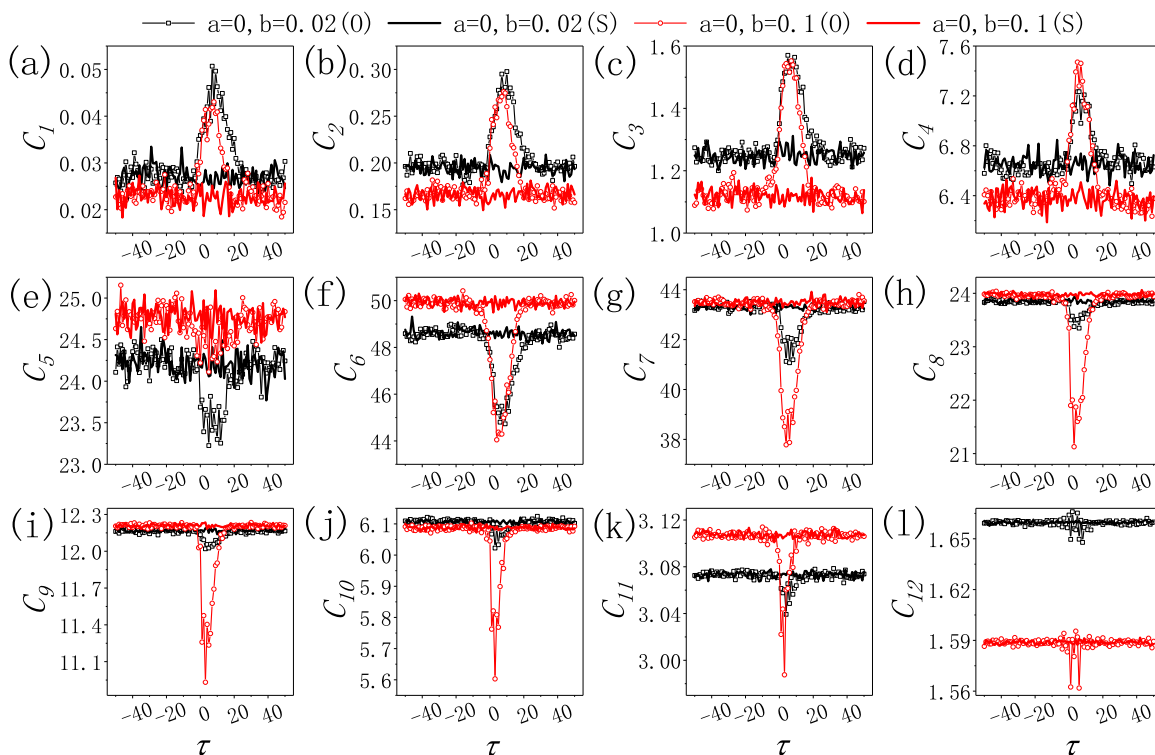 a=0, b=0.02(O) a=0, b=0.02(S) a=0, b=0.1(O) a=0, b=0.1(S)
(a) 0.05 0.04 0.03 0.02 C1 −40 −20 0 20 40
(b) 0.30 0.25 0.20 0.15 C2 −40 −20 0 20 40
(c) 1.6 1.4 1.2 1.0 C3 −40 −20 0 20 40
(d) 7.6 7.2 6.8 6.4 C4 −40 −20 0 20 40
(e) 25.0 24.5 24.0 23.5 23.0 C5 −40 −20 0 20 40
(f) 50 48 46 44 C6 −40 −20 0 20 40
(g) 44 42 40 38 C7 −40 −20 0 20 40
(h) 24 23 22 21 C8 −40 −20 0 20 40
(i) 12.3 12.0 11.7 11.4 11.1 C9 −40 −20 0 20 40 τ
(j) 6.1 6.0 5.9 5.8 5.7 5.6 C10 −40 −20 0 20 40 τ
(k) 3.12 3.08 3.04 3.00 C11 −40 −20 0 20 40 τ
(l) 1.65 1.62 1.59 1.56 C12 −40 −20 0 20 40 τ